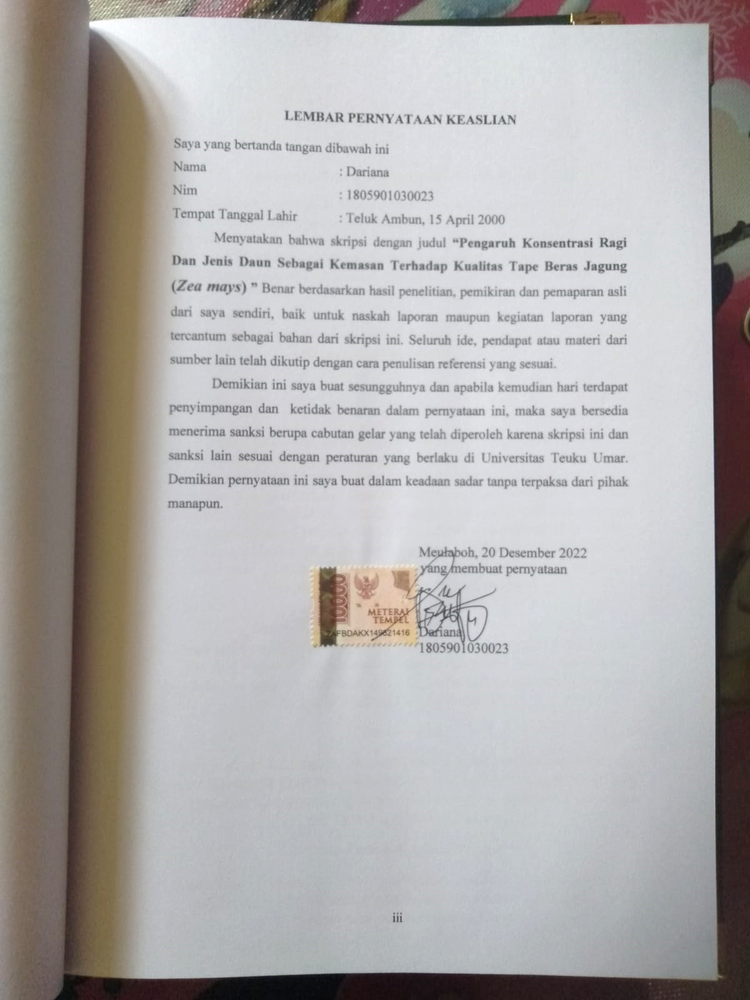 LEMBAR PERNYATAAN KEASLIAN
Saya yang bertanda tangan dibawah ini
Nama : Dariana
Nim : 1805901030023
Tempat Tanggal Lahir : Teluk Ambun, 15 April 2000
Menyatakan bahwa skripsi dengan judul “Pengaruh Konsentrasi Ragi
Dan Jenis Daun Sebagai Kemasan Terhadap Kualitas Tape Beras Jagung
(Zea mays) ” Benar berdasarkan hasil penelitian, pemikiran dan pemaparan asli
dari saya sendiri, baik untuk naskah laporan maupun kegiatan laporan yang
tercantum sebagai bahan dari skripsi ini. Seluruh ide, pendapat atau materi dari
sumber lain telah dikutip dengan cara penulisan referensi yang sesuai.
Demikian ini saya buat sesungguhnya dan apabila kemudian hari terdapat
penyimpangan dan ketidak benaran dalam pernyataan ini, maka saya bersedia
menerima sanksi berupa cabutan gelar yang telah diperoleh karena skripsi ini dan
sanksi lain sesuai dengan peraturan yang berlaku di Universitas Teuku Umar.
Demikian pernyataan ini saya buat dalam keadaan sadar tanpa terpaksa dari pihak
manapun.
Meulaboh, 20 Desember 2022
yang membuat pernyataan
10000
METERAI
TEMPEL
Dariana
1805901030023
iii